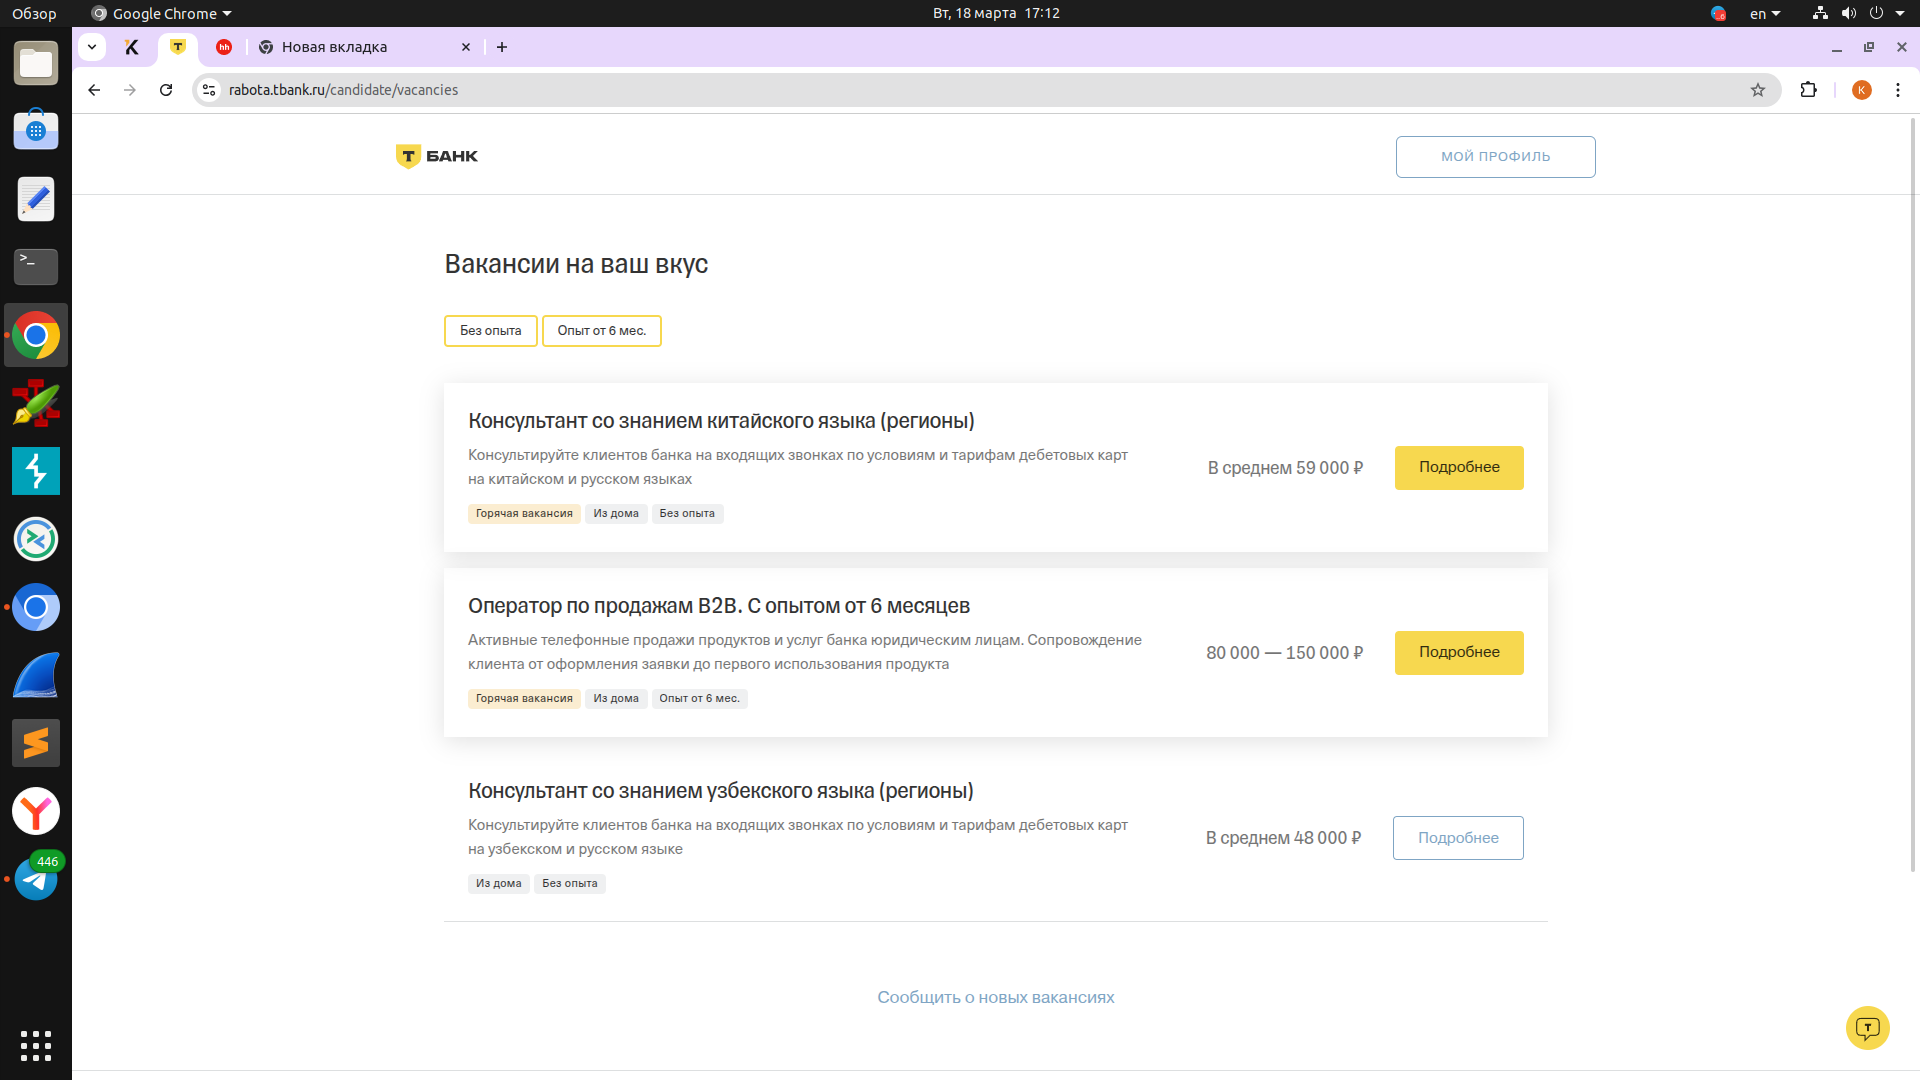 Обзор
Google Chrome
Вт, 18 марта 17:12
en
hh
Новая вкладка
rabota.tbank.ru/candidate/vacancies
K
Т БАНК
МОЙ ПРОФИЛЬ
Вакансии на ваш вкус
Без опыта
Опыт от 6 мес.
Консультант со знанием китайского языка (регионы)
Консультируйте клиентов банка на входящих звонках по условиям и тарифам дебетовых карт
на китайском и русском языках
В среднем 59 000 ₽
Подробнее
Горячая вакансия
Из дома
Без опыта
Оператор по продажам B2B. С опытом от 6 месяцев
Активные телефонные продажи продуктов и услуг банка юридическим лицам. Сопровождение
клиента от оформления заявки до первого использования продукта
80 000 — 150 000 ₽
Подробнее
Горячая вакансия
Из дома
Опыт от 6 мес.
Консультант со знанием узбекского языка (регионы)
Консультируйте клиентов банка на входящих звонках по условиям и тарифам дебетовых карт
на узбекском и русском языке
В среднем 48 000 ₽
Подробнее
Из дома
Без опыта
446
Сообщить о новых вакансиях